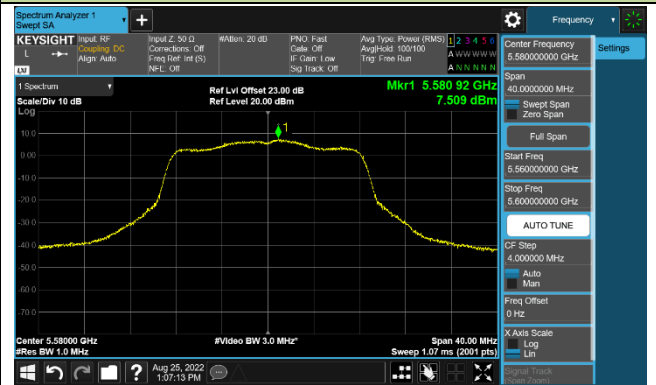 Spectrum Analyzer 1
Swept SA
Frequency
KEYSIGHT
Input: RF
Coupling: DC
Align: Auto
Input Z: 50 Ω
Corrections: Off
Freq Ref: Int (S)
NFE: Off
#Atten: 20 dB
PNO: Fast
Gate: Off
IF Gain: Low
Sig Track: Off
Avg Type: Power (RMS)
Avg|Hold: 100/100
Trig: Free Run
1 2 3 4 5 6
A W W W W W
A N N N N N
L
LXI
Center Frequency
5.580000000 GHz
Settings
Span
40.0000000 MHz
Swept Span
Zero Span
Full Span
Start Freq
5.560000000 GHz
Stop Freq
5.600000000 GHz
AUTO TUNE
CF Step
4.000000 MHz
Auto
Man
Freq Offset
0 Hz
X Axis Scale
Log
Lin
Signal Track
(Span Zoom)
1 Spectrum
Scale/Div 10 dB
Log
Ref Lvl Offset 23.00 dB
Ref Level 20.00 dBm
Mkr1 5.580 92 GHz
7.509 dBm
1
10.0
0.00
-10.0
-20.0
-30.0
-40.0
-50.0
-60.0
-70.0
Center 5.58000 GHz
#Res BW 1.0 MHz
#Video BW 3.0 MHz*
Span 40.00 MHz
Sweep 1.07 ms (2001 pts)
?
Aug 25, 2022
1:07:13 PM